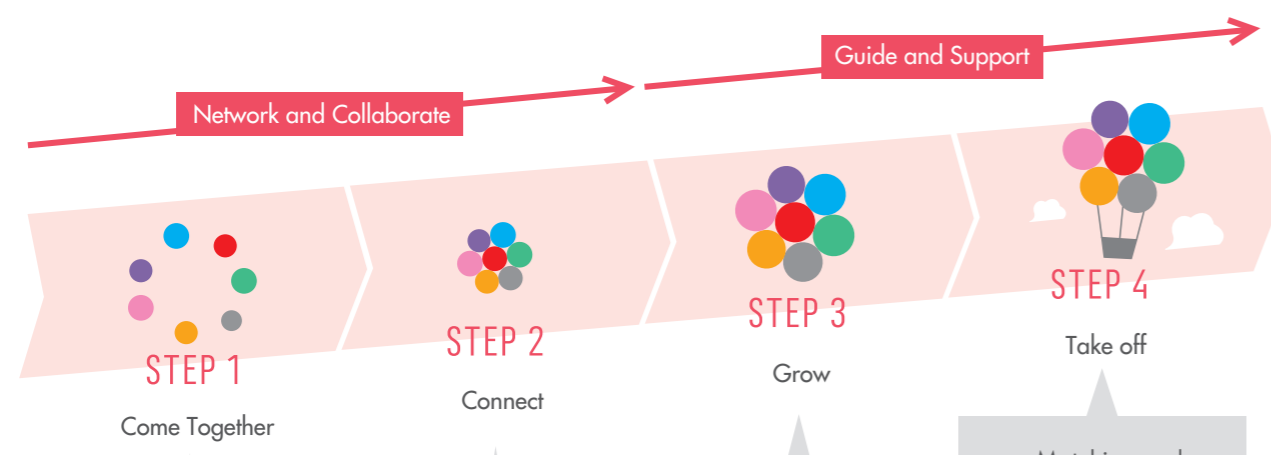 Guide and Support
Network and Collaborate
STEP 1
Come Together
STEP 2
Connect
STEP 3
Grow
STEP 4
Take off